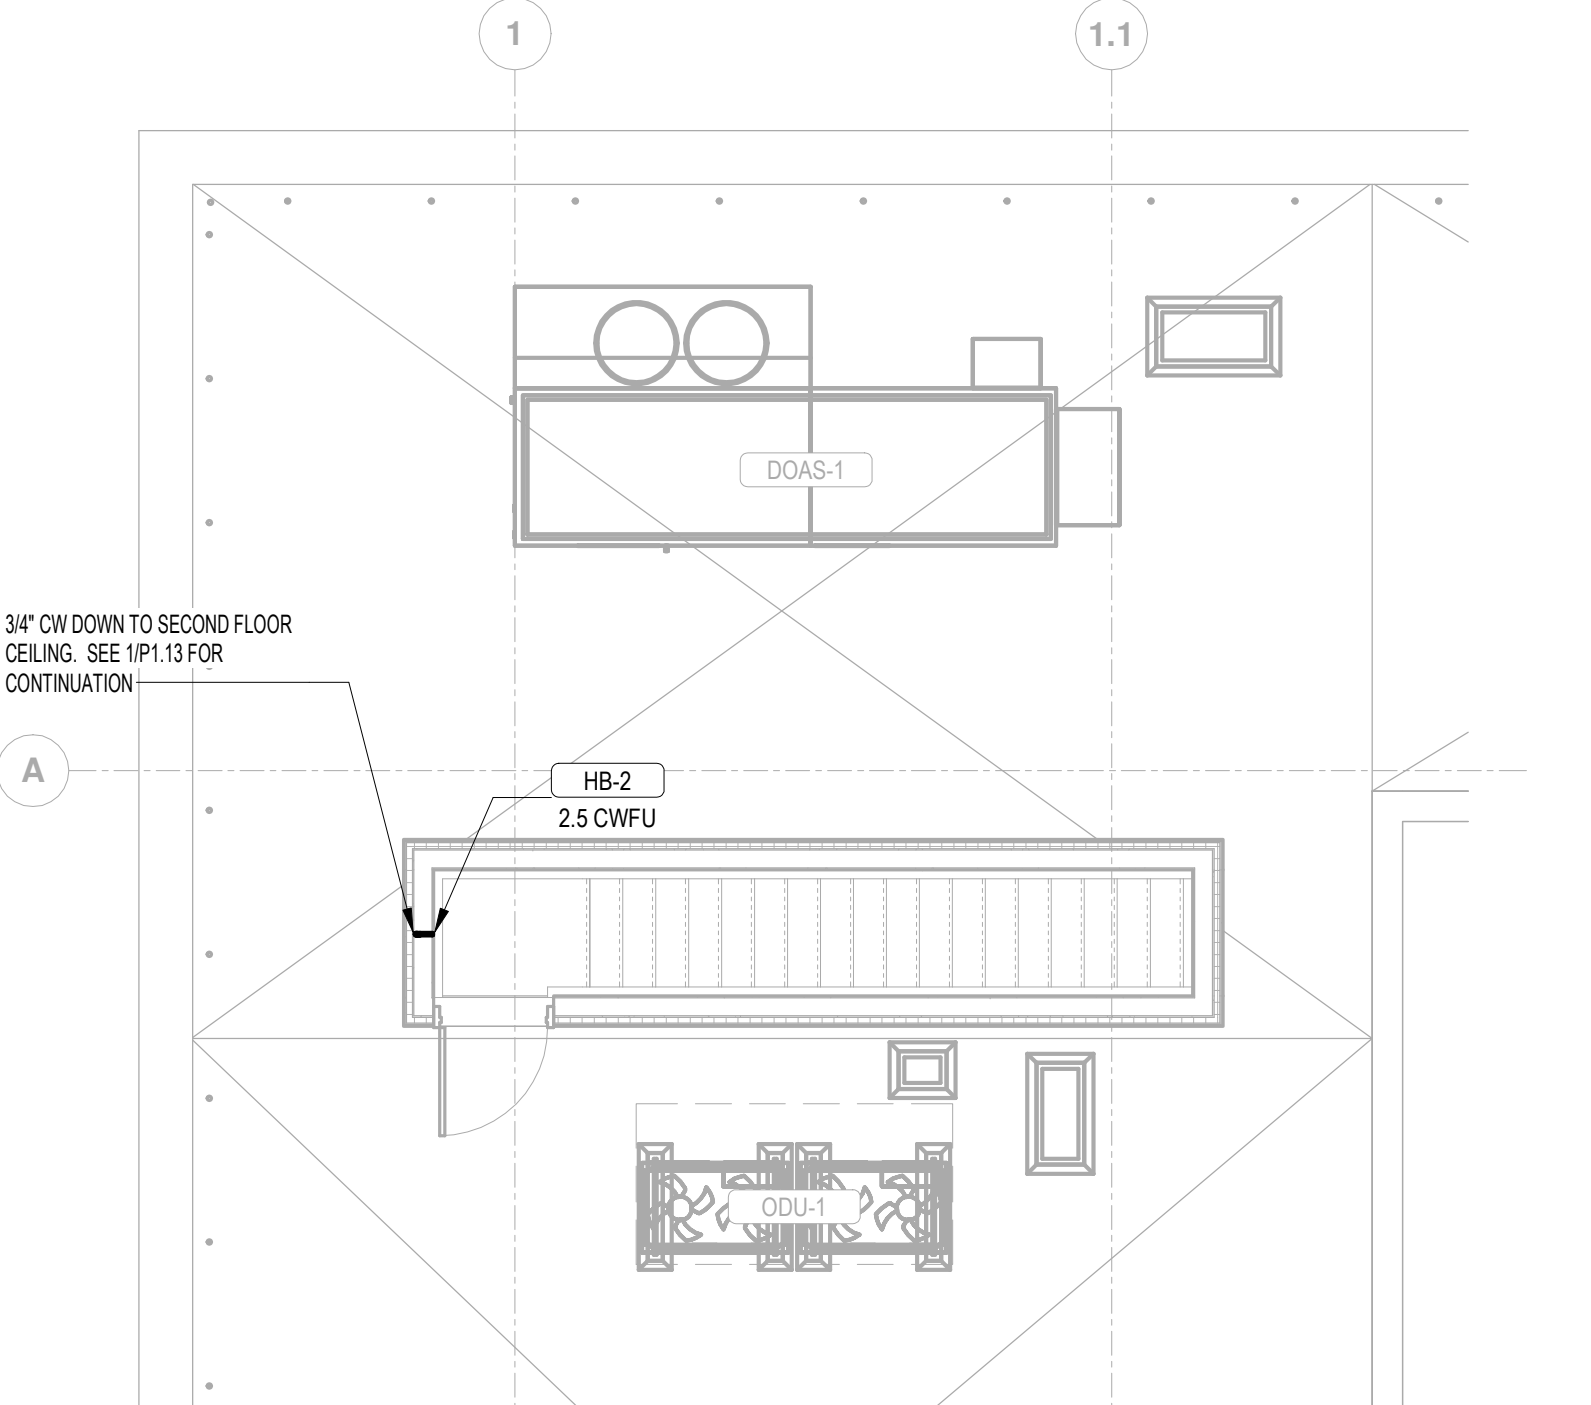 1
1.1
DOAS-1
3/4" CW DOWN TO SECOND FLOOR
CEILING. SEE 1/P1.13 FOR
CONTINUATION
A
HB-2
2.5 CWFU
ODU-1